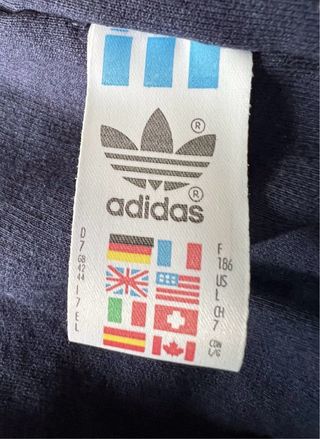 ®
®
adidas
D
7
GB
42
44
I
7
E
L
F
186
US
L
CH
7
CDN
L/G